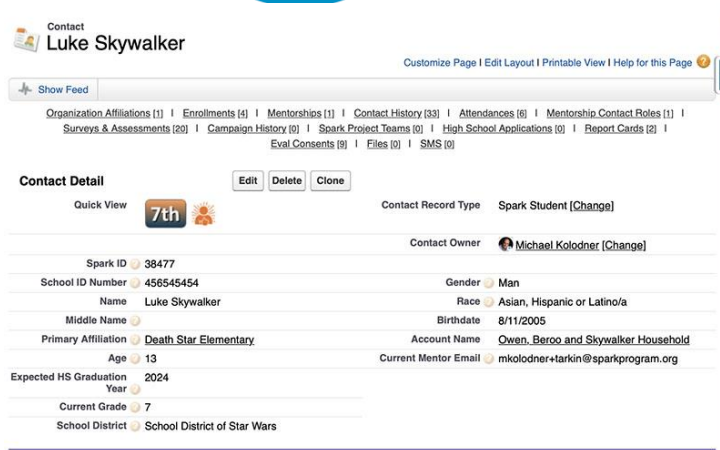 Contact
Luke Skywalker
Customize Page | Edit Layout | Printable View | Help for this Page ?
Show Feed
Organization Affiliations [1] | Enrollments [4] | Mentorships [1] | Contact History [33] | Attendances [6] | Mentorship Contact Roles [1] |
Surveys & Assessments [20] | Campaign History [0] | Spark Project Teams [0] | High School Applications [0] | Report Cards [2] |
Eval Consents [9] | Files [0] | SMS [0]
Contact Detail Edit Delete Clone
Quick View 7th Contact Record Type Spark Student [Change]
Contact Owner Michael Kolodner [Change]
Spark ID 38477
School ID Number 456545454 Gender Man
Name Luke Skywalker Race Asian, Hispanic or Latino/a
Middle Name Birthdate 8/11/2005
Primary Affiliation Death Star Elementary Account Name Owen, Beroo and Skywalker Household
Age 13 Current Mentor Email mkolodner+tarkin@sparkprogram.org
Expected HS Graduation 2024
Year
Current Grade 7
School District School District of Star Wars